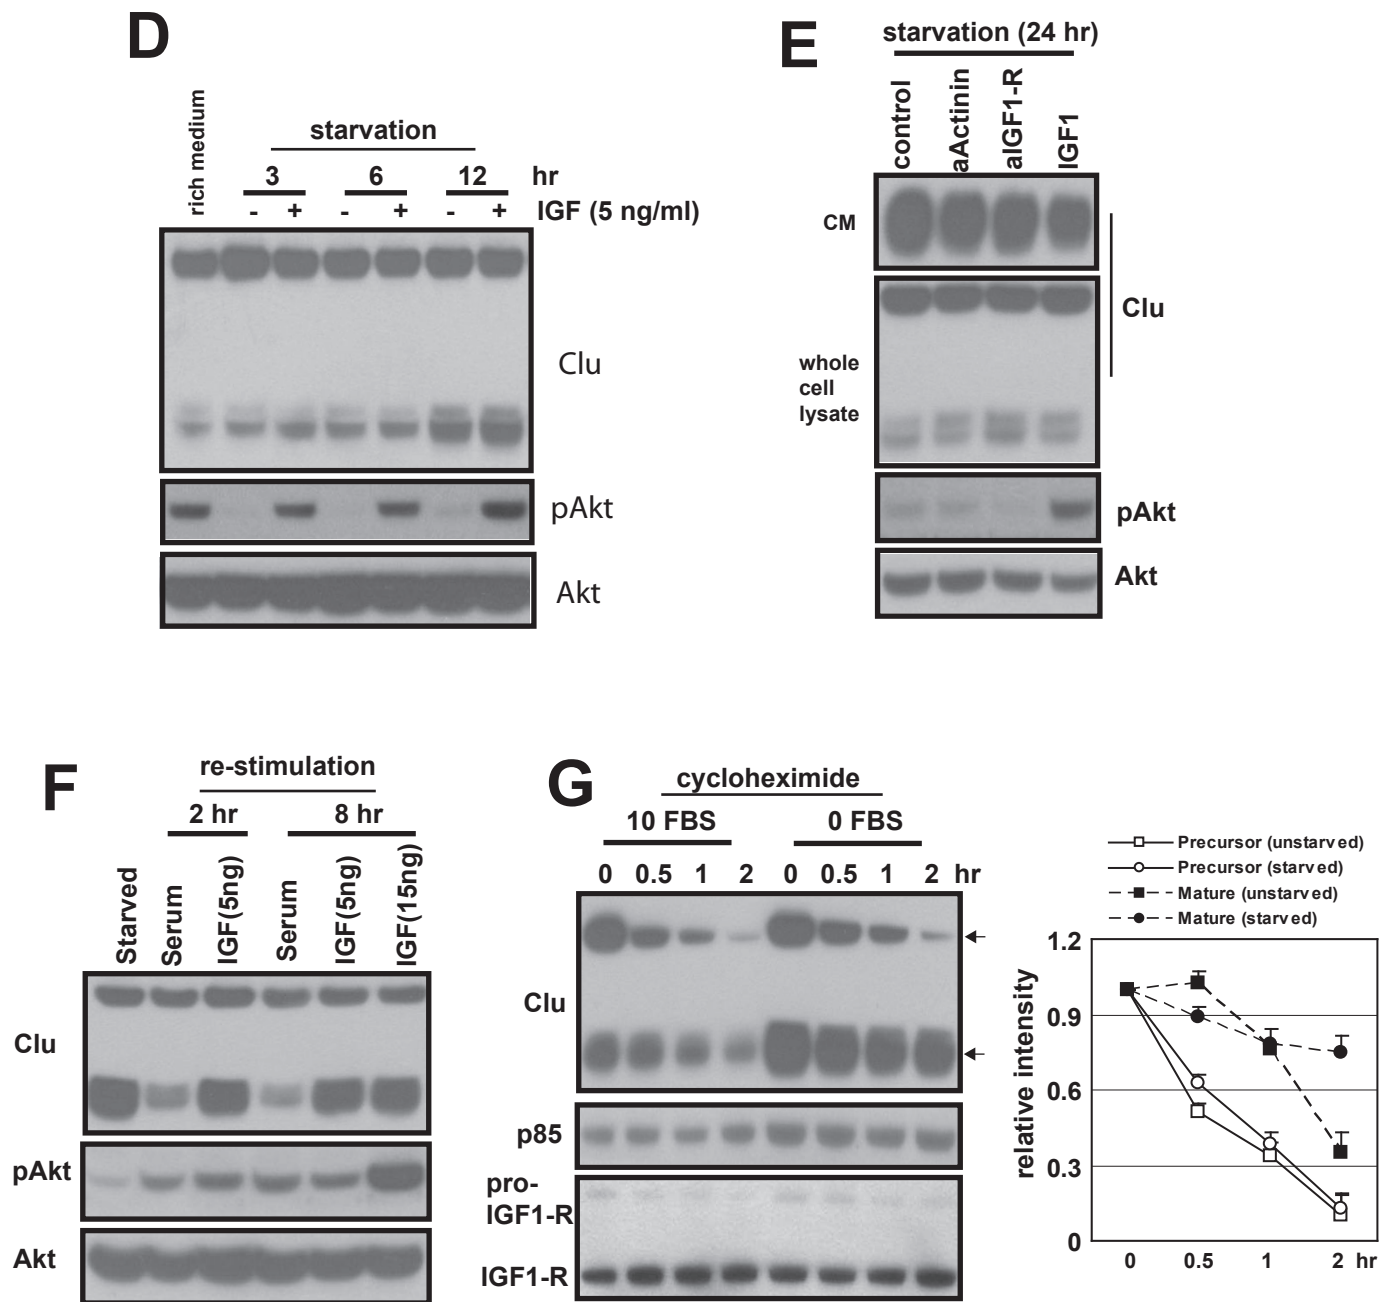 D
rich medium
starvation
3 6 12 hr
- + - + - + IGF (5 ng/ml)
Clu
pAkt
Akt
E
starvation (24 hr)
control
aActinin
aIGF1-R
IGF1
CM
Clu
whole
cell
lysate
pAkt
Akt
F
re-stimulation
2 hr 8 hr
Starved
Serum
IGF(5ng)
Serum
IGF(5ng)
IGF(15ng)
Clu
pAkt
Akt
G
cycloheximide
10 FBS 0 FBS
0 0.5 1 2 0 0.5 1 2 hr
Clu
p85
pro-
IGF1-R
IGF1-R
Precursor (unstarved)
Precursor (starved)
Mature (unstarved)
Mature (starved)
relative intensity
1.2
0.9
0.6
0.3
0
0 0.5 1 2 hr